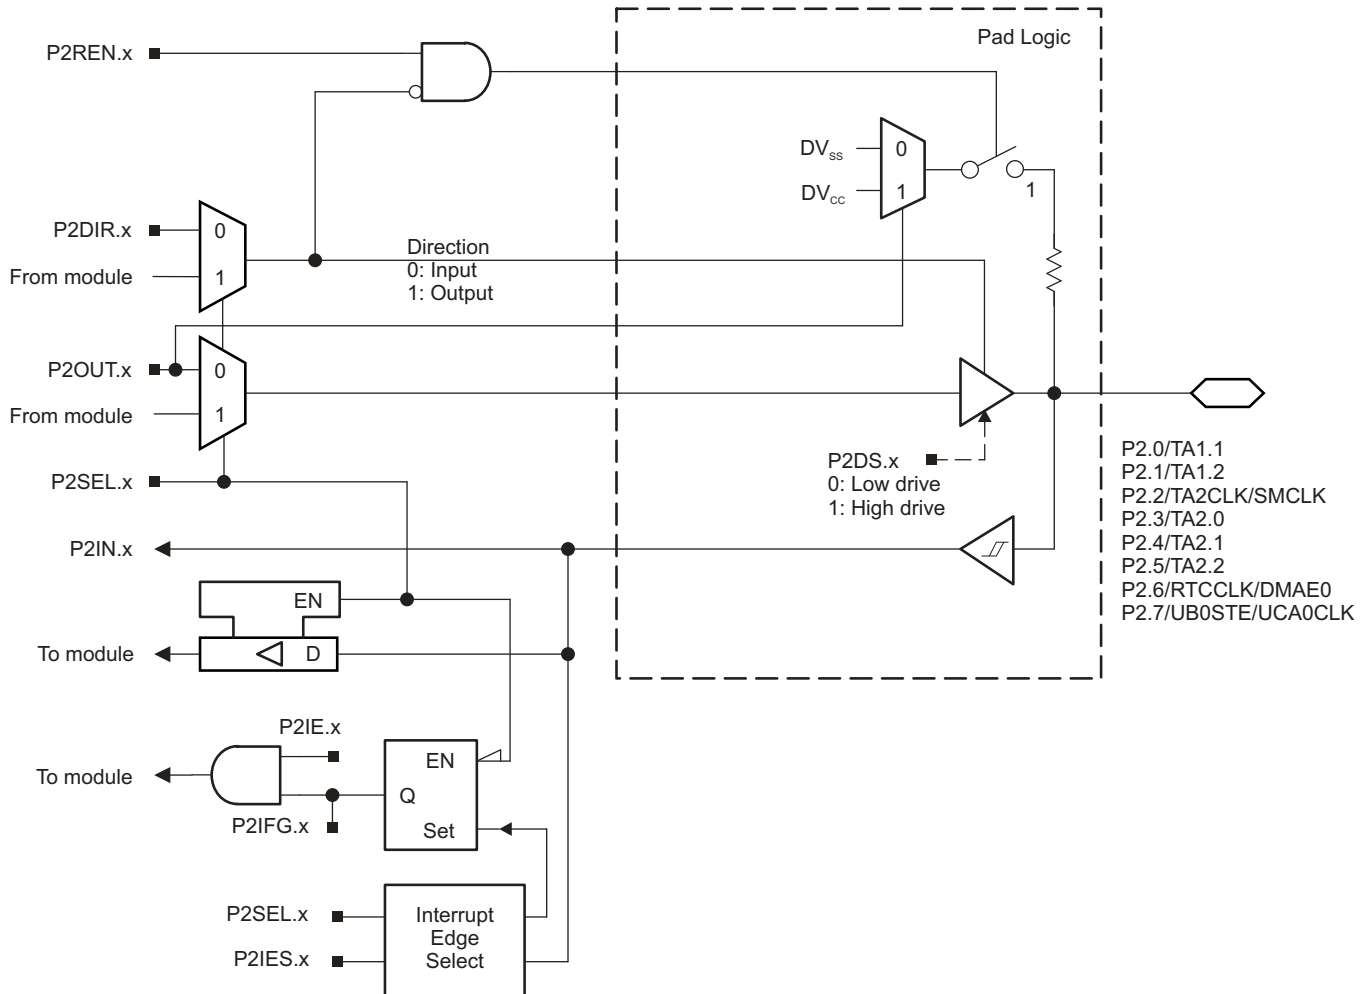 P2REN.x
Pad Logic
DVSS
0
DVCC
1
1
P2DIR.x
0
From module
1
Direction
0: Input
1: Output
P2OUT.x
0
From module
1
P2SEL.x
P2DS.x
0: Low drive
1: High drive
P2.0/TA1.1
P2.1/TA1.2
P2.2/TA2CLK/SMCLK
P2.3/TA2.0
P2.4/TA2.1
P2.5/TA2.2
P2.6/RTCCLK/DMAE0
P2.7/UB0STE/UCA0CLK
P2IN.x
EN
To module
D
P2IE.x
EN
To module
Q
P2IFG.x
Set
P2SEL.x
P2IES.x
Interrupt
Edge
Select